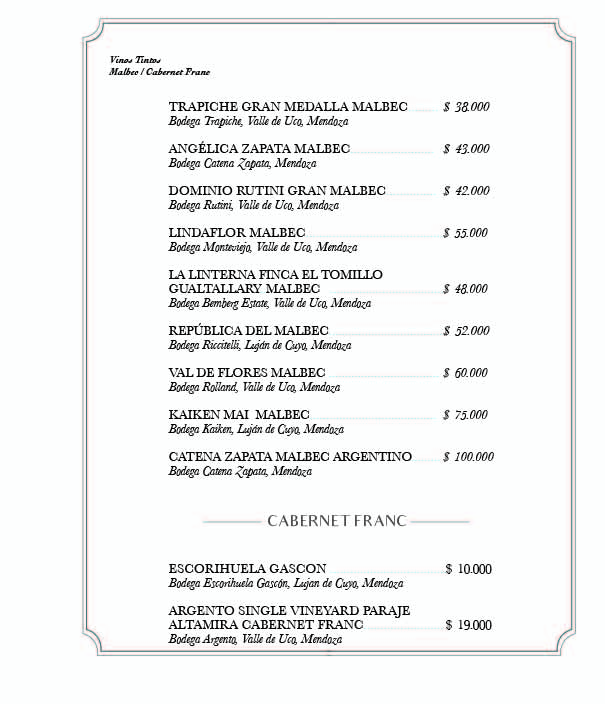 Vinos Tintos
Malbec / Cabernet Franc
TRAPICHE GRAN MEDALLA MALBEC $ 38.000
Bodega Trapiche, Valle de Uco, Mendoza
ANGÉLICA ZAPATA MALBEC $ 43.000
Bodega Catena Zapata, Mendoza
DOMINIO RUTINI GRAN MALBEC $ 42.000
Bodega Rutini, Valle de Uco, Mendoza
LINDAFLOR MALBEC $ 55.000
Bodega Monteviejo, Valle de Uco, Mendoza
LA LINTERNA FINCA EL TOMILLO
GUALTALLARY MALBEC $ 48.000
Bodega Bemberg Estate, Valle de Uco, Mendoza
REPÚBLICA DEL MALBEC $ 52.000
Bodega Riccitelli, Luján de Cuyo, Mendoza
VAL DE FLORES MALBEC $ 60.000
Bodega Rolland, Valle de Uco, Mendoza
KAIKEN MAI MALBEC $ 75.000
Bodega Kaiken, Luján de Cuyo, Mendoza
CATENA ZAPATA MALBEC ARGENTINO $ 100.000
Bodega Catena Zapata, Mendoza
CABERNET FRANC
ESCORIHUELA GASCON $ 10.000
Bodega Escorihuela Gascón, Lujan de Cuyo, Mendoza
ARGENTO SINGLE VINEYARD PARAJE
ALTAMIRA CABERNET FRANC $ 19.000
Bodega Argento, Valle de Uco, Mendoza